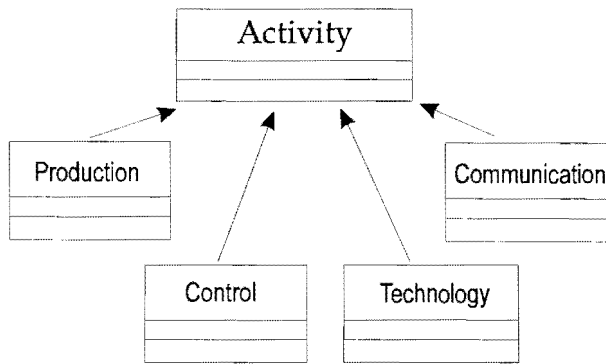 Activity
Production
Communication
Control
Technology